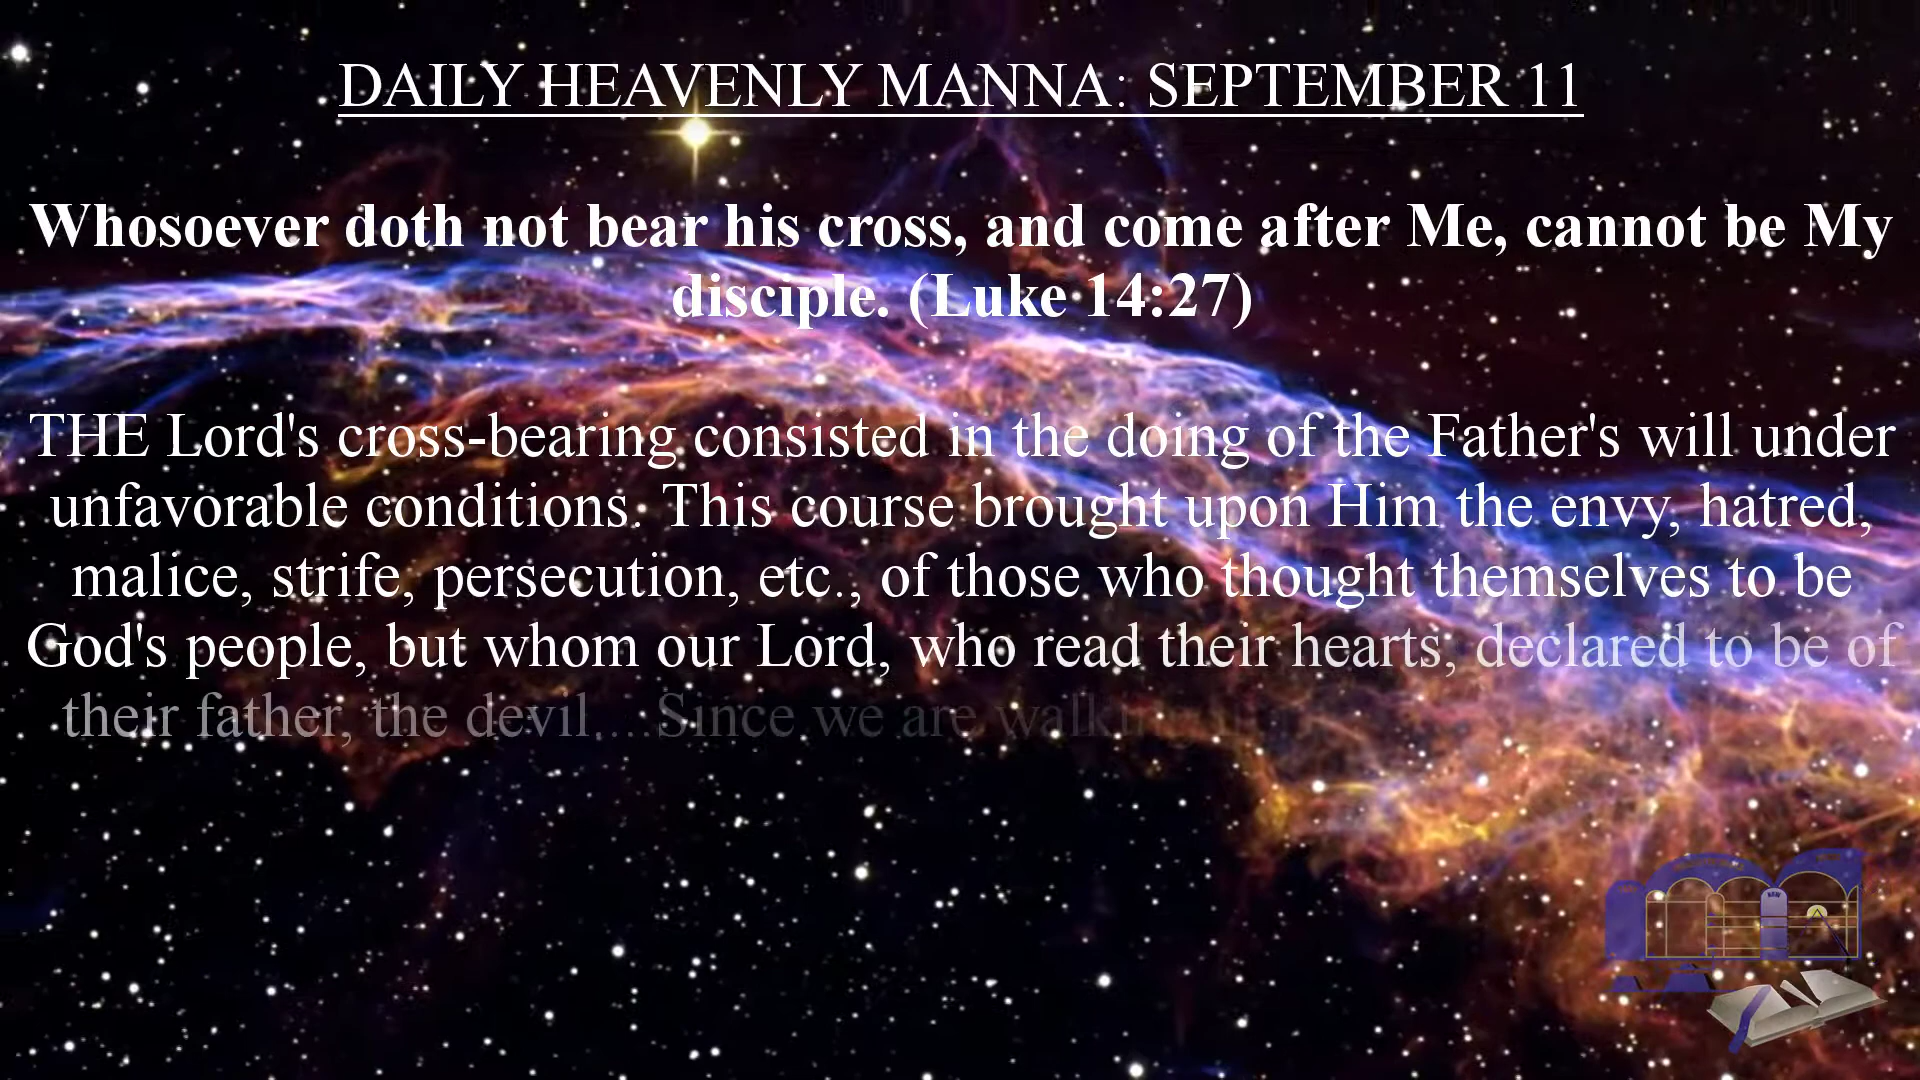 DAILY HEAVENLY MANNA: SEPTEMBER 11
Whosoever doth not bear his cross, and come after Me, cannot be My
disciple. (Luke 14:27)
THE Lord's cross-bearing consisted in the doing of the Father's will under
unfavorable conditions. This course brought upon Him the envy, hatred,
malice, strife, persecution, etc., of those who thought themselves to be
God's people, but whom our Lord, who read their hearts, declared to be of
their father, the devil.... Since we are walking